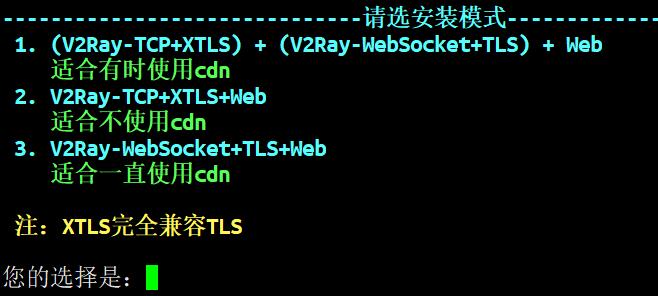 ------------------------------请选安装模式-------------
1. (V2Ray-TCP+XTLS) + (V2Ray-WebSocket+TLS) + Web
适合有时使用cdn
2. V2Ray-TCP+XTLS+Web
适合不使用cdn
3. V2Ray-WebSocket+TLS+Web
适合一直使用cdn
注：XTLS完全兼容TLS
您的选择是：